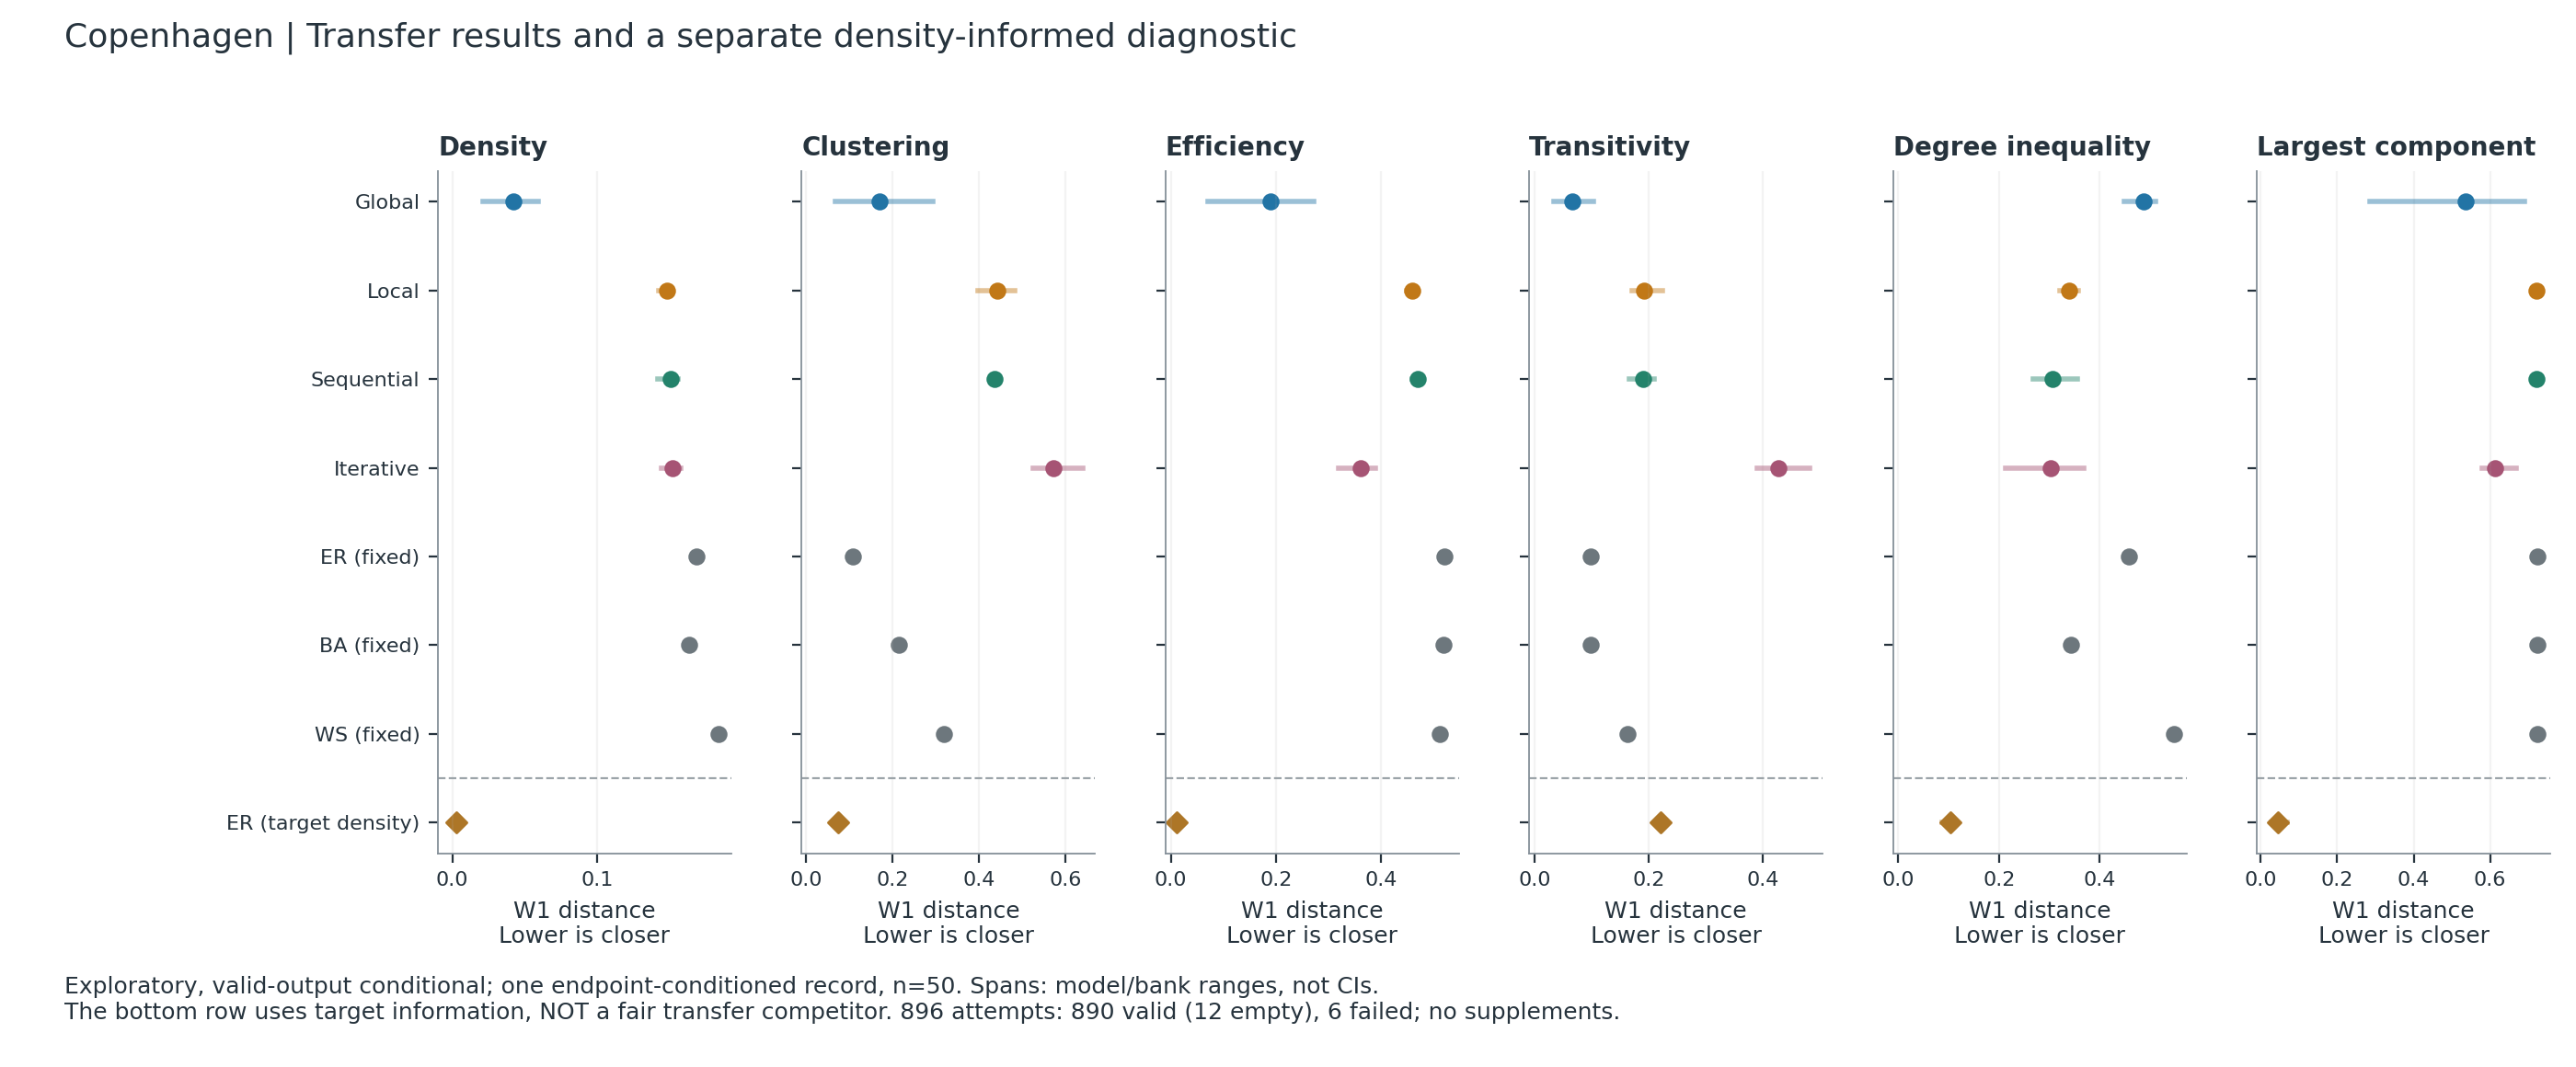 Copenhagen | Transfer results and a separate density-informed diagnostic
Density
Clustering
Efficiency
Transitivity
Degree inequality
Largest component
Global
Local
Sequential
Iterative
ER (fixed)
BA (fixed)
WS (fixed)
ER (target density)
0.0 0.1
0.0 0.2 0.4 0.6
0.0 0.2 0.4
0.0 0.2 0.4
0.0 0.2 0.4
0.0 0.2 0.4 0.6
W1 distance
Lower is closer
W1 distance
Lower is closer
W1 distance
Lower is closer
W1 distance
Lower is closer
W1 distance
Lower is closer
W1 distance
Lower is closer
Exploratory, valid-output conditional; one endpoint-conditioned record, n=50. Spans: model/bank ranges, not CIs.
The bottom row uses target information, NOT a fair transfer competitor. 896 attempts: 890 valid (12 empty), 6 failed; no supplements.